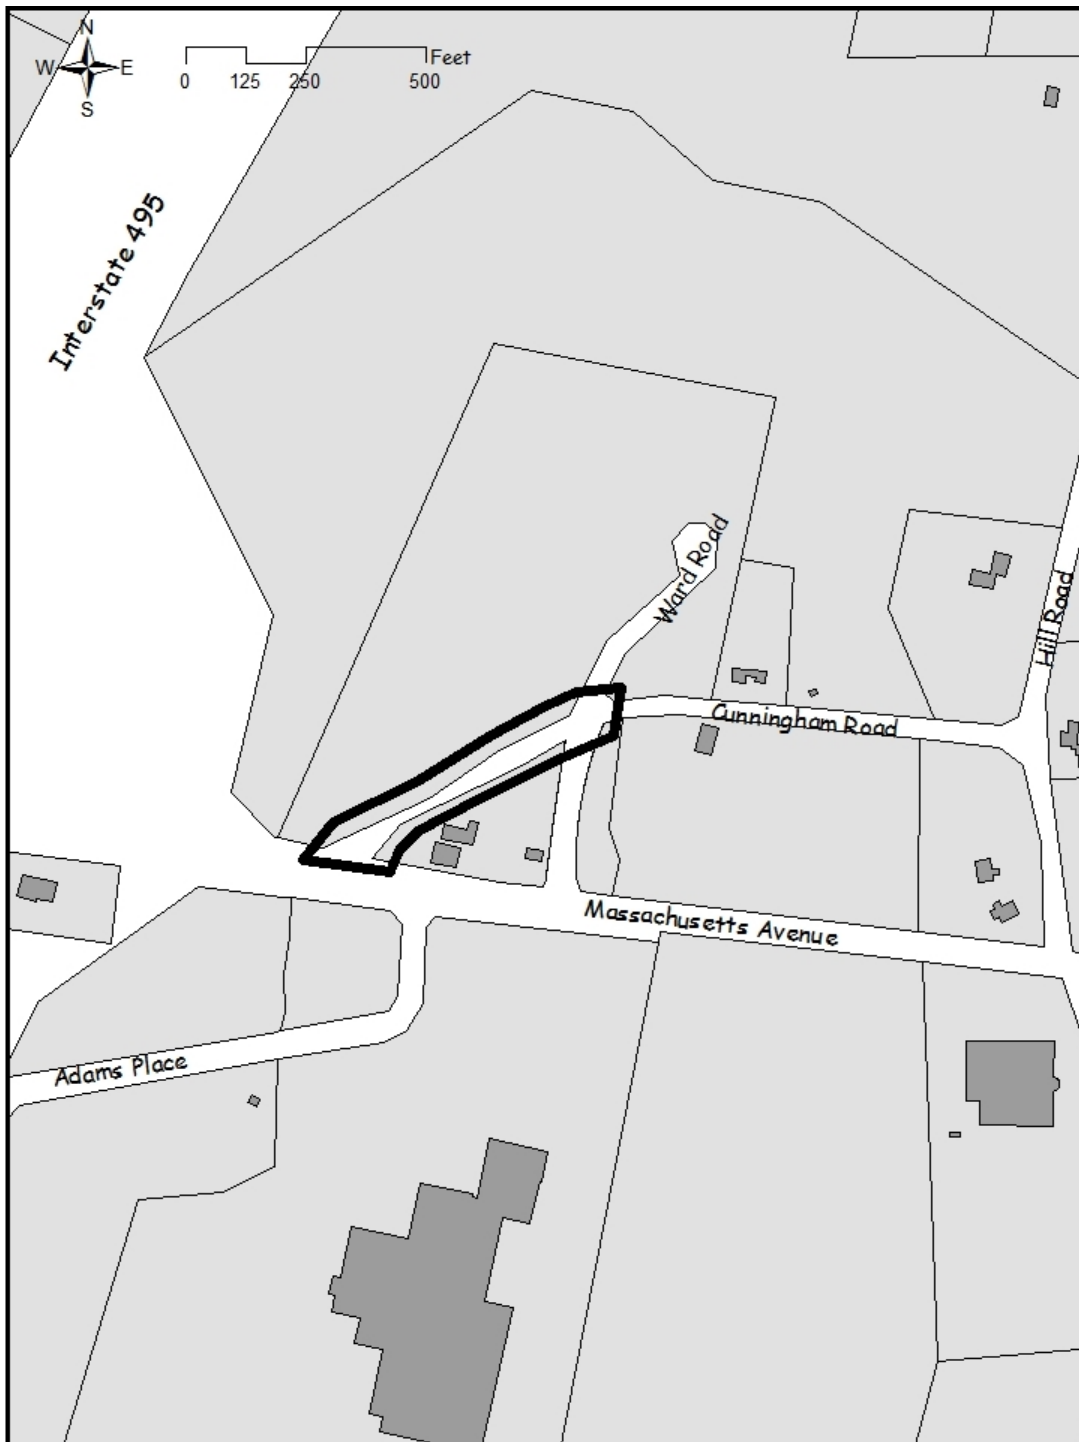 N
W E
S
Feet
0 125 250 500
Interstate 495
Ward Road
Hill Road
Cunningham Road
Massachusetts Avenue
Adams Place